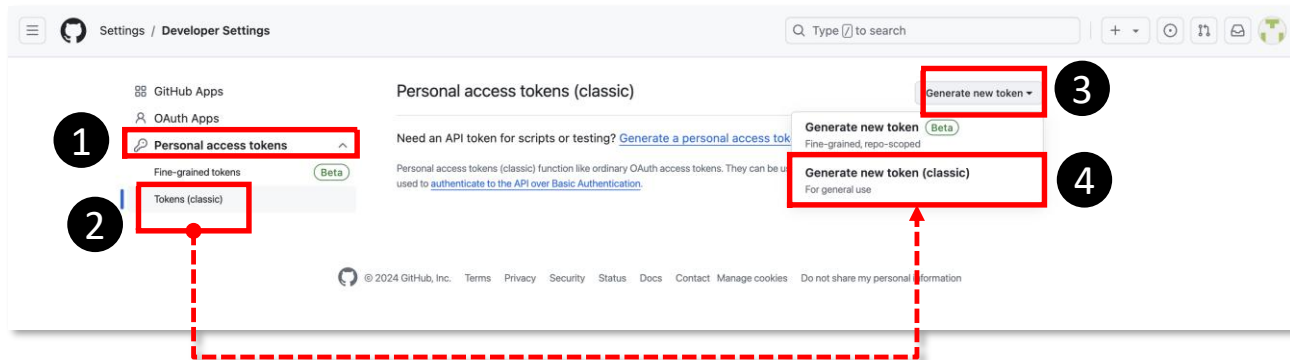 Settings / Developer Settings
Type / to search
GitHub Apps
OAuth Apps
Personal access tokens
Fine-grained tokens Beta
Tokens (classic)
1
2
Personal access tokens (classic)
Generate new token
3
Need an API token for scripts or testing? Generate a personal access tok
Personal access tokens (classic) function like ordinary OAuth access tokens. They can be u
used to authenticate to the API over Basic Authentication.
Generate new token Beta
Fine-grained, repo-scoped
Generate new token (classic)
For general use
4
© 2024 GitHub, Inc. Terms Privacy Security Status Docs Contact Manage cookies Do not share my personal information